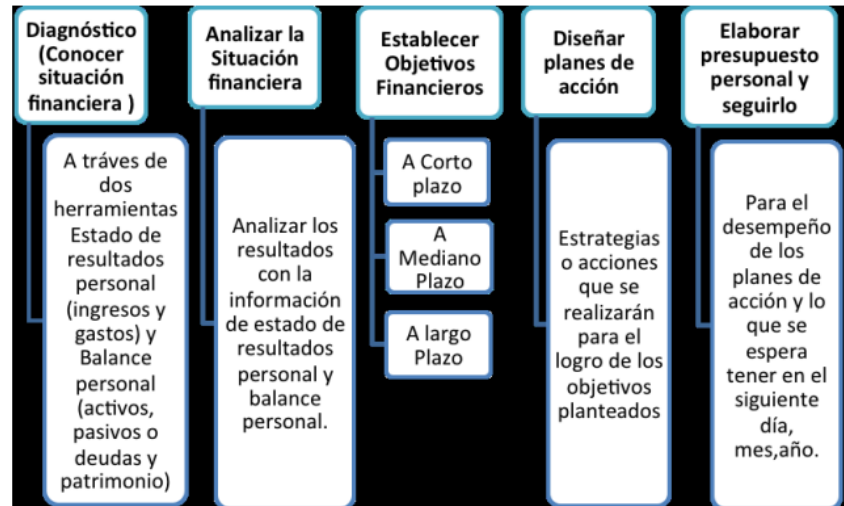 Diagnóstico
(Conocer
situación
financiera )
A tráves de
dos
herramientas
Estado de
resultados
personal
(ingresos y
gastos) y
Balance
personal
(activos,
pasivos o
deudas y
patrimonio)
Analizar la
Situación
financiera
Analizar los
resultados
con la
información
de estado de
resultados
personal y
balance
personal.
Establecer
Objetivos
Financieros
A Corto
plazo
A
Mediano
Plazo
A largo
Plazo
Diseñar
planes de
acción
Estrategias
o acciones
que se
realizarán
para el
logro de los
objetivos
planteados
Elaborar
presupuesto
personal y
seguirlo
Para el
desempeño
de los
planes de
acción y lo
que se
espera
tener en el
siguiente
día,
mes,año.